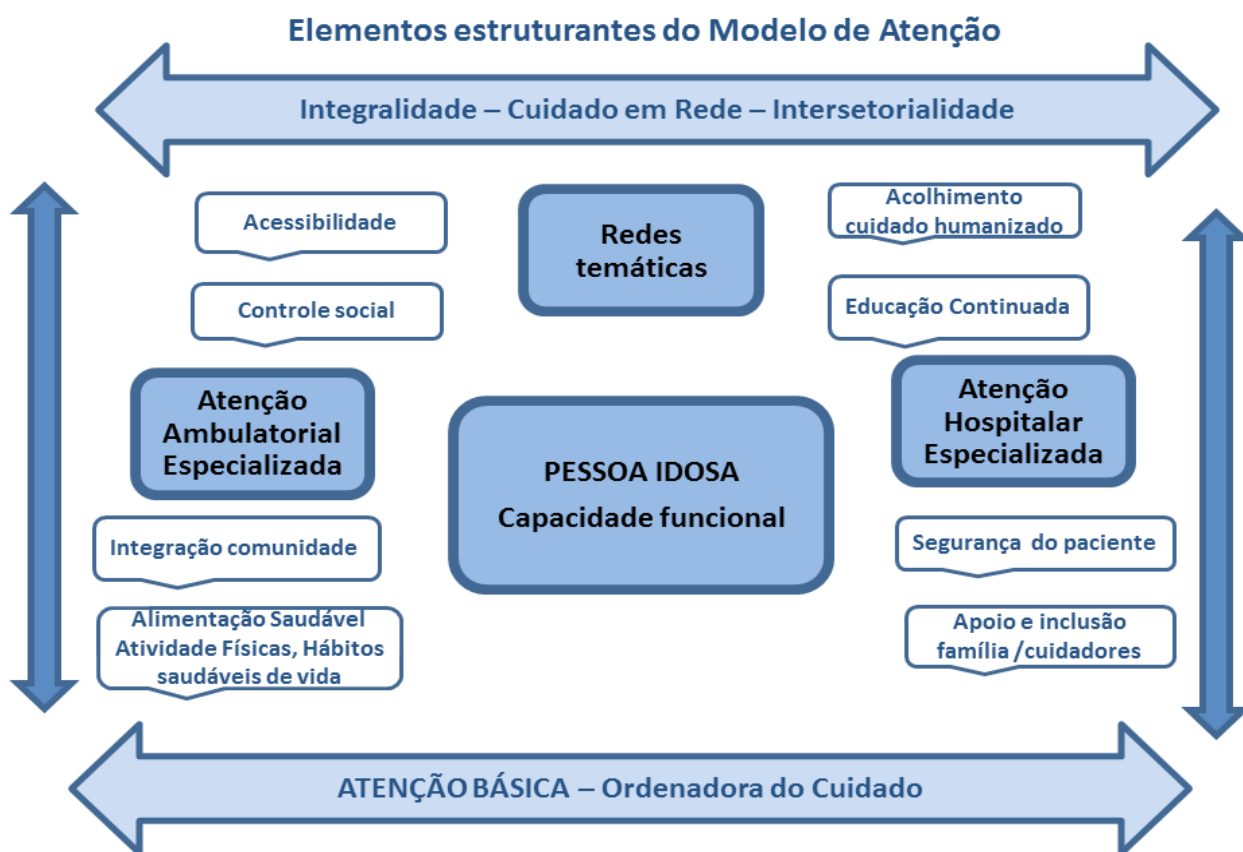 Elementos estruturantes do Modelo de Atenção
Integralidade – Cuidado em Rede – Intersetorialidade
Acessibilidade
Redes
temáticas
Acolhimento
cuidado humanizado
Controle social
Educação Continuada
Atenção
Ambulatorial
Especializada
PESSOA IDOSA
Capacidade funcional
Atenção
Hospitalar
Especializada
Integração comunidade
Segurança do paciente
Alimentação Saudável
Atividade Físicas, Hábitos
saudáveis de vida
Apoio e inclusão
família /cuidadores
ATENÇÃO BÁSICA – Ordenadora do Cuidado